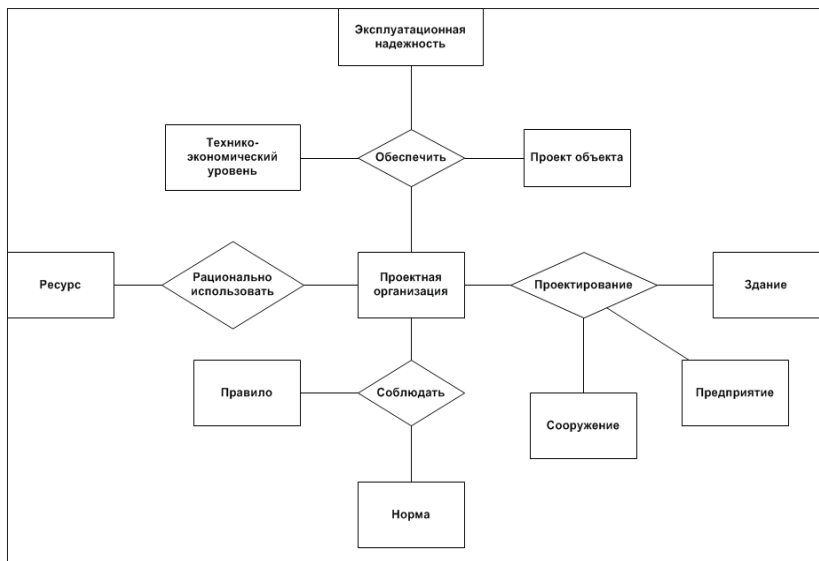 Эксплуатационная
надежность
Технико-
экономический
уровень
Обеспечить
Проект объекта
Ресурс
Рационально
использовать
Проектная
организация
Проектирование
Здание
Правило
Соблюдать
Предприятие
Сооружение
Норма